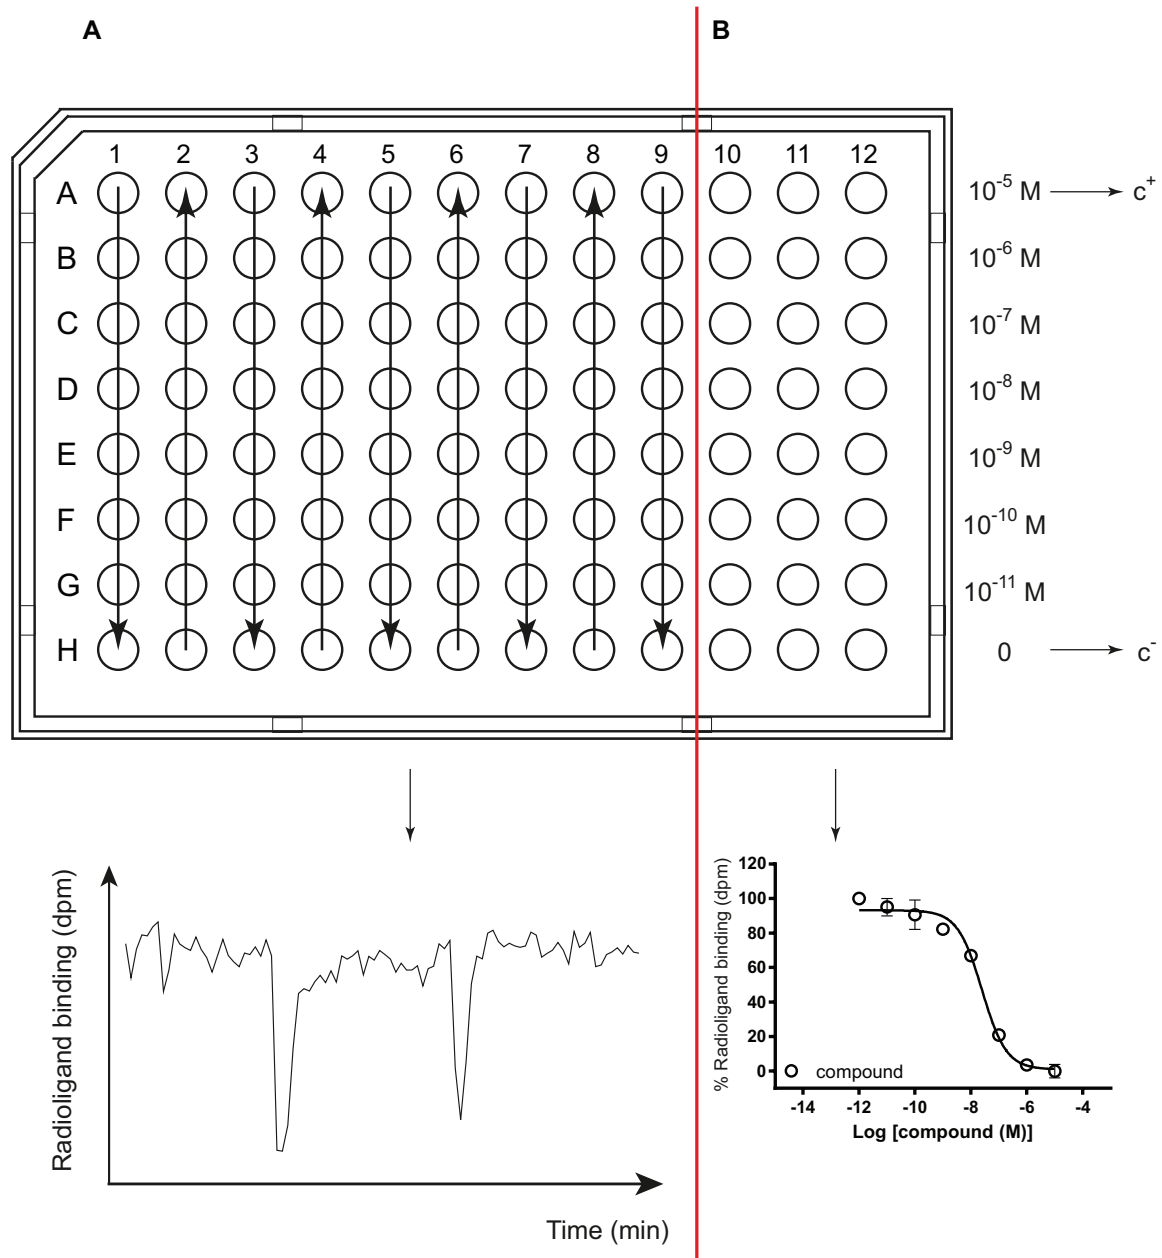 A B
1 2 3 4 5 6 7 8 9 10 11 12
A 10⁻⁵ M c⁺
B 10⁻⁶ M
C 10⁻⁷ M
D 10⁻⁸ M
E 10⁻⁹ M
F 10⁻¹⁰ M
G 10⁻¹¹ M
H 0 c⁻
Radioligand binding (dpm)
Time (min)
% Radioligand binding (dpm)
120
100
80
60
40
20
0
compound
-14 -12 -10 -8 -6 -4
Log [compound (M)]